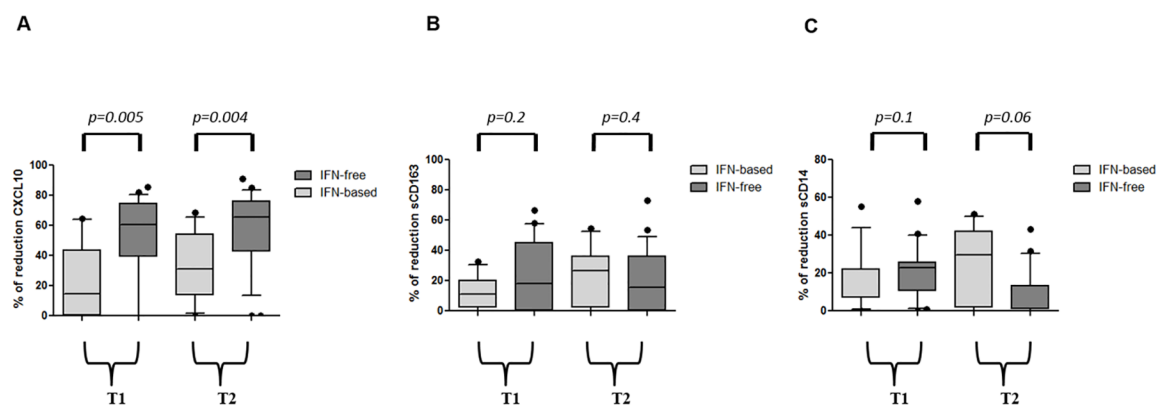 A
p=0.005
p=0.004
% of reduction CXCL10
100
80
60
40
20
0
IFN-free
IFN-based
T1
T2
B
p=0.2
p=0.4
% of reduction sCD163
100
80
60
40
20
0
IFN-based
IFN-free
T1
T2
C
p=0.1
p=0.06
% of reduction sCD14
80
60
40
20
0
IFN-based
IFN-free
T1
T2